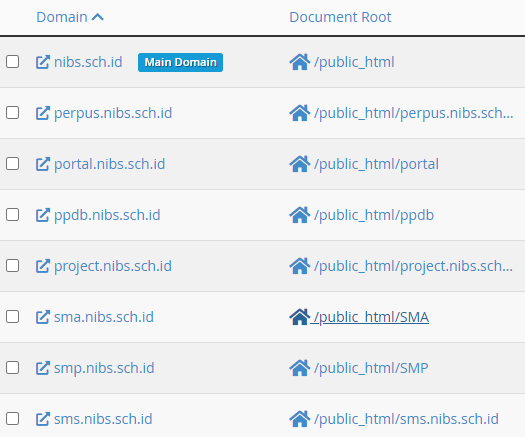 Domain Document Root
nibs.sch.id Main Domain /public_html
perpus.nibs.sch.id /public_html/perpus.nibs.sch...
portal.nibs.sch.id /public_html/portal
ppdb.nibs.sch.id /public_html/ppdb
project.nibs.sch.id /public_html/project.nibs.sch...
sma.nibs.sch.id /public_html/SMA
smp.nibs.sch.id /public_html/SMP
sms.nibs.sch.id /public_html/sms.nibs.sch.id